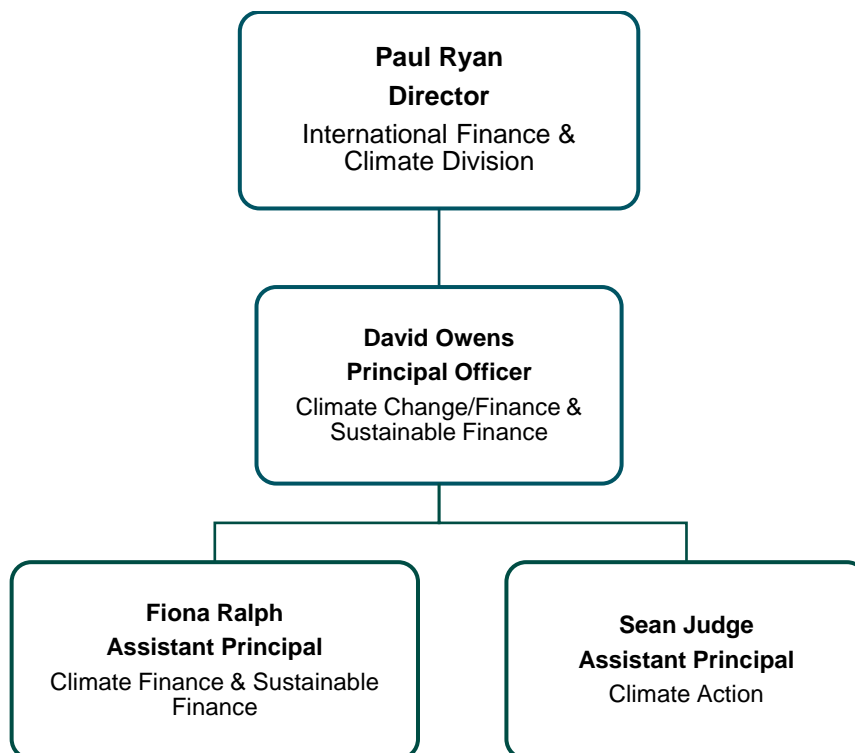 Paul Ryan
Director
International Finance &
Climate Division
David Owens
Principal Officer
Climate Change/Finance &
Sustainable Finance
Fiona Ralph
Assistant Principal
Climate Finance & Sustainable
Finance
Sean Judge
Assistant Principal
Climate Action